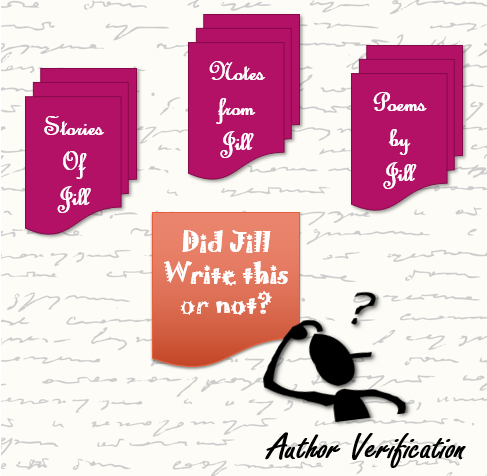 Notes
from
Jill
Stories
Of
Jill
Poems
by
Jill
Did Jill
Write this
or not?
?
Author Verification